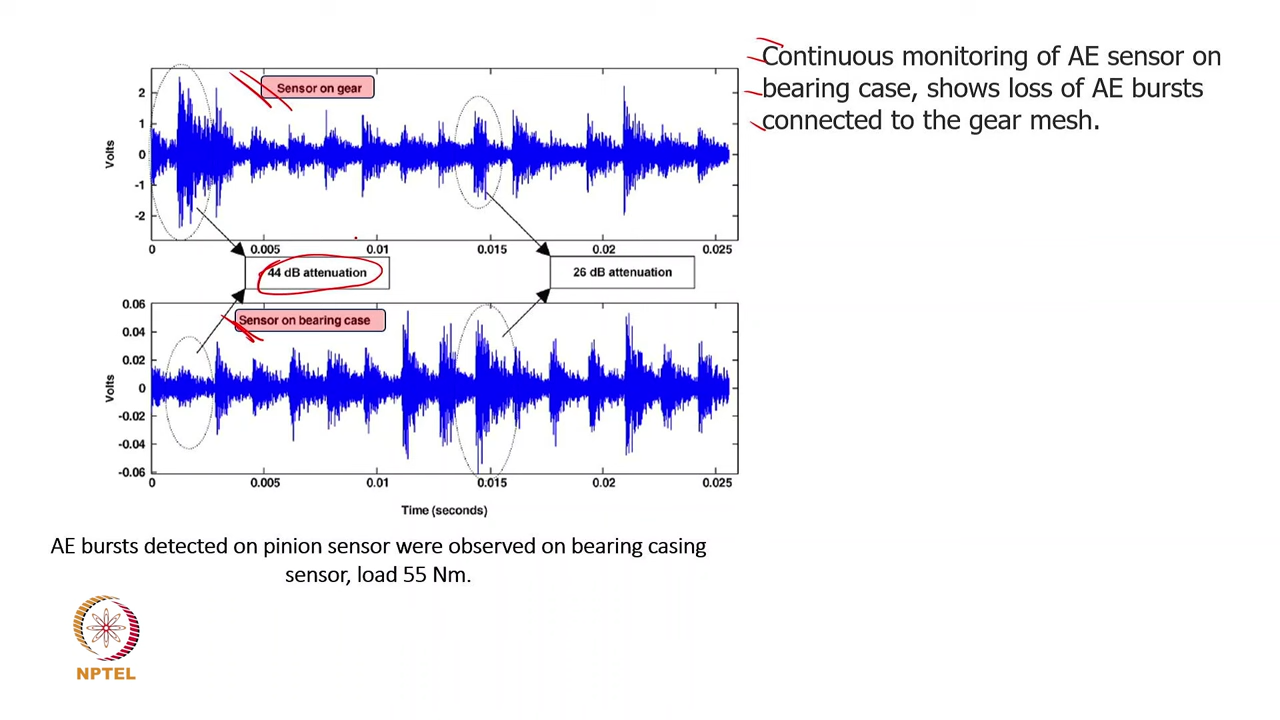 Continuous monitoring of AE sensor on
bearing case, shows loss of AE bursts
connected to the gear mesh.
Sensor on gear
Volts
2
1
0
-1
-2
0 0.005 0.01 0.015 0.02 0.025
44 dB attenuation
26 dB attenuation
Sensor on bearing case
Volts
0.06
0.04
0.02
0
-0.02
-0.04
-0.06
0 0.005 0.01 0.015 0.02 0.025
Time (seconds)
AE bursts detected on pinion sensor were observed on bearing casing
sensor, load 55 Nm.
NPTEL